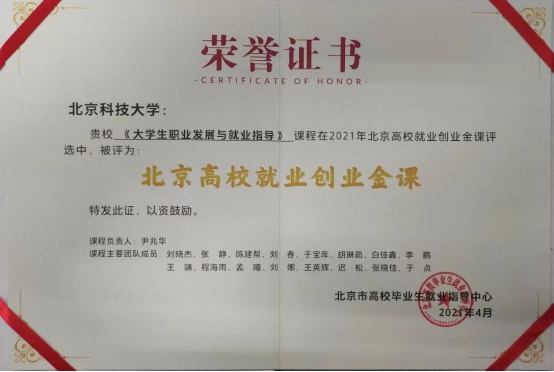 荣誉证书
-CERTIFICATE OF HONOR-
北京科技大学：
贵校《大学生职业发展与就业指导》课程在2021年北京高校就业创业金课评
选中，被评为：
北京高校就业创业金课
特发此证，以资鼓励。
课程负责人：尹兆华
课程主要团队成员：刘晓杰、张 静、陈建帮、刘 春、于宝库、胡琳茹、白佳鑫、李 鹏
王 靖、程海雨、孟 曦、刘 娜、王英辉、迟 松、张晓佳、于 点
北京市高校毕业生就业指导中心
2021年4月